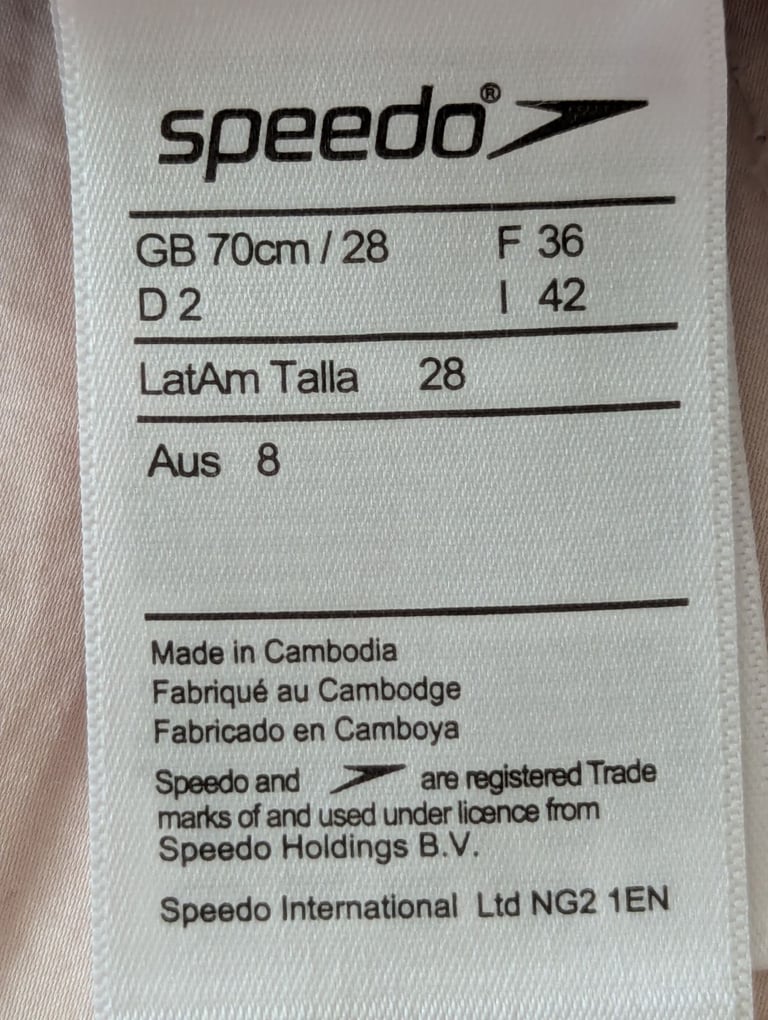 speedo®
GB 70cm / 28 F 36
D 2 I 42
LatAm Talla 28
Aus 8
Made in Cambodia
Fabriqué au Cambodge
Fabricado en Camboya
Speedo and are registered Trade
marks of and used under licence from
Speedo Holdings B.V.
Speedo International Ltd NG2 1EN